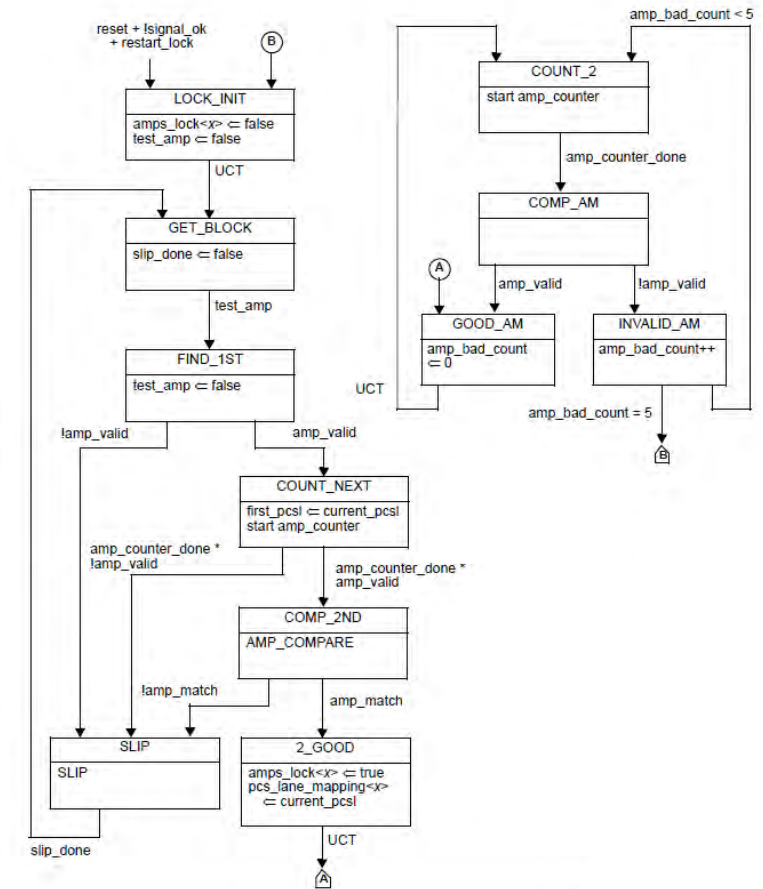 reset + !signal_ok
+ restart_lock
B
LOCK_INIT
amps_lock<x> ⇐ false
test_amp ⇐ false
UCT
GET_BLOCK
slip_done ⇐ false
test_amp
FIND_1ST
test_amp ⇐ false
!amp_valid
amp_valid
COUNT_NEXT
first_pcsl ⇐ current_pcsl
start amp_counter
amp_counter_done *
!amp_valid
amp_counter_done *
amp_valid
COMP_2ND
AMP_COMPARE
!amp_match
amp_match
SLIP
SLIP
slip_done
2_GOOD
amps_lock<x> ⇐ true
pcs_lane_mapping<x>
⇐ current_pcsl
UCT
A
amp_bad_count < 5
COUNT_2
start amp_counter
amp_counter_done
COMP_AM
A
amp_valid
!amp_valid
GOOD_AM
amp_bad_count
⇐ 0
UCT
INVALID_AM
amp_bad_count++
amp_bad_count = 5
B